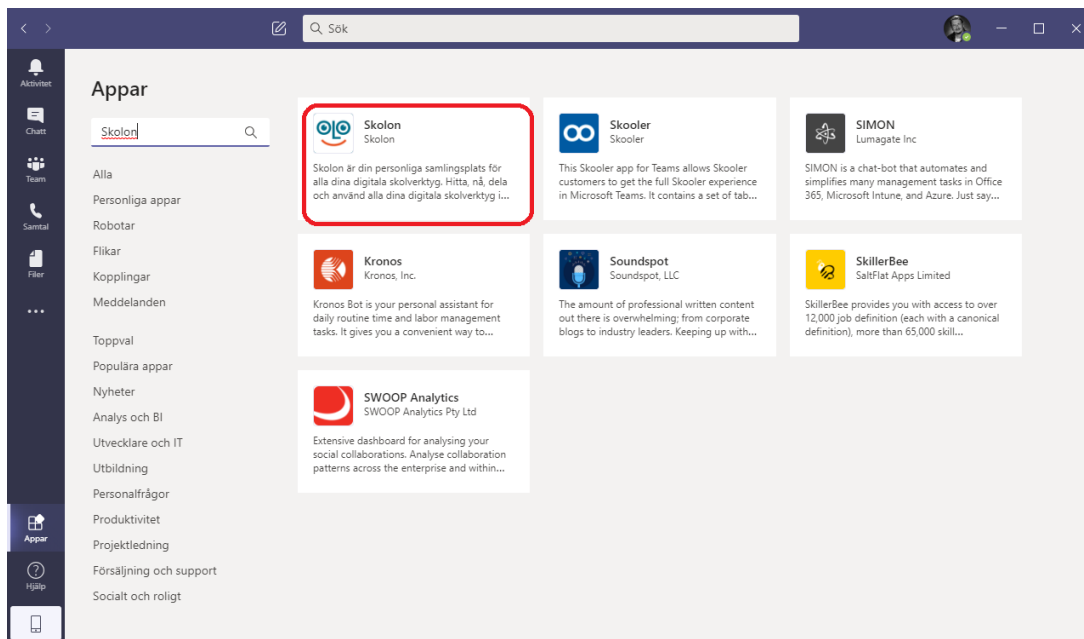 Sök
Aktivitet
Chatt
Team
Samtal
Filer
Appar
Hjälp
Appar
Skolon
Alla
Personliga appar
Robotar
Flikar
Kopplingar
Meddelanden
Toppval
Populära appar
Nyheter
Analys och BI
Utvecklare och IT
Utbildning
Personalfrågor
Produktivitet
Projektledning
Försäljning och support
Socialt och roligt
Skolon
Skolon
Skolon är din personliga samlingsplats för
alla dina digitala skolverktyg. Hitta, nå, dela
och använd alla dina digitala skolverktyg i...
Skooler
Skooler
This Skooler app for Teams allows Skooler
customers to get the full Skooler experience
in Microsoft Teams. It contains a set of tab...
SIMON
Lumagate Inc
SIMON is a chat-bot that automates and
simplifies many management tasks in Office
365, Microsoft Intune, and Azure. Just say...
Kronos
Kronos, Inc.
Kronos Bot is your personal assistant for
daily routine time and labor management
tasks. It gives you a convenient way to...
Soundspot
Soundspot, LLC
The amount of professional written content
out there is overwhelming; from corporate
blogs to industry leaders. Keeping up with...
SkillerBee
SaltFlat Apps Limited
SkillerBee provides you with access to over
12,000 job definition (each with a canonical
definition), more than 65,000 skill...
SWOOP Analytics
SWOOP Analytics Pty Ltd
Extensive dashboard for analysing your
social collaborations. Analyse collaboration
patterns across the enterprise and within...